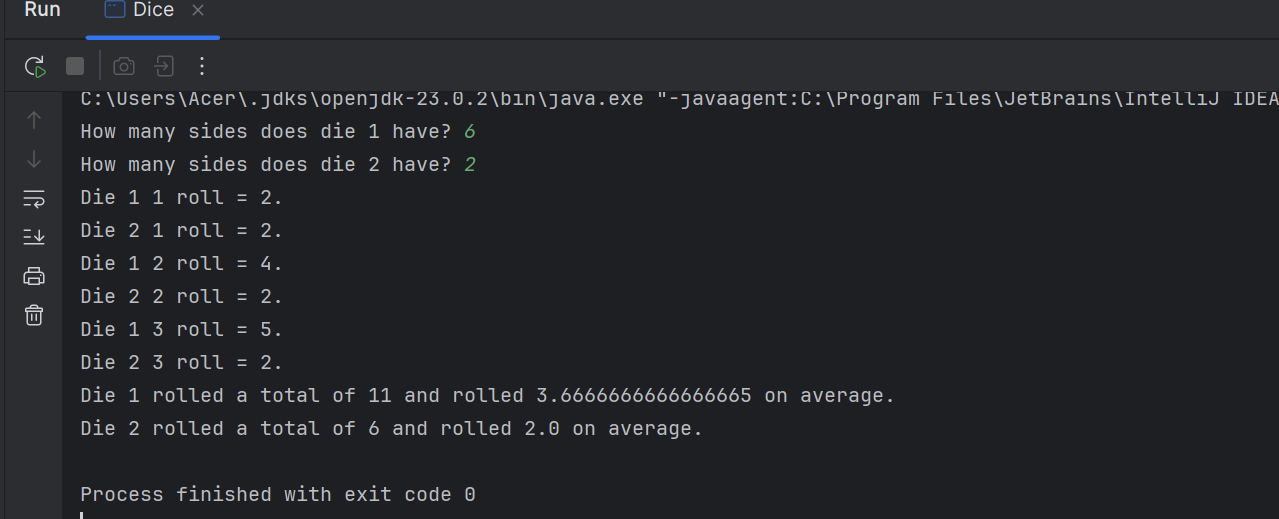 Run Dice
C:\Users\Acer\.jdks\openjdk-23.0.2\bin\java.exe "-javaagent:C:\Program Files\JetBrains\IntelliJ IDEA
How many sides does die 1 have? 6
How many sides does die 2 have? 2
Die 1 1 roll = 2.
Die 2 1 roll = 2.
Die 1 2 roll = 4.
Die 2 2 roll = 2.
Die 1 3 roll = 5.
Die 2 3 roll = 2.
Die 1 rolled a total of 11 and rolled 3.6666666666666665 on average.
Die 2 rolled a total of 6 and rolled 2.0 on average.
Process finished with exit code 0